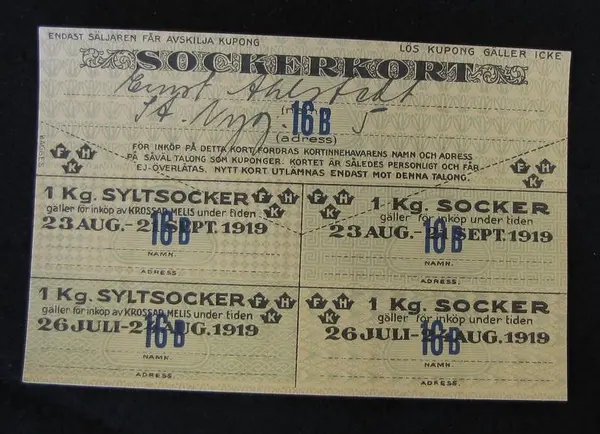 ENDAST SÄLJAREN FÅR AVSKILJA KUPONG
LÖS KUPONG GÄLLER ICKE
SOCKERKORT
Ernst Ahlstedt
16 B
(adress)
5
FÖR INKÖP PÅ DETTA KORT FORDRAS KORTINNEHAVARENS NAMN OCH ADRESS
PÅ SÅVÄL TALONG SOM KUPONGER. KORTET ÄR SÅLEDES PERSONLIGT OCH FÅR
EJ ÖVERLÅTAS. NYTT KORT UTLÄMNAS ENDAST MOT DENNA TALONG.
F H K
F H K
1 Kg. SYLTSOCKER F H K
gäller för inköp av KROSSAD MELIS under tiden
23 AUG.-21 SEPT. 1919
16 B
NAMN.
ADRESS.
F H K 1 Kg. SOCKER
gäller för inköp under tiden
23 AUG.-21 SEPT. 1919
16 B
NAMN.
ADRESS.
1 Kg. SYLTSOCKER F H K
gäller för inköp av KROSSAD MELIS under tiden
26 JULI-22 AUG. 1919
16 B
NAMN.
ADRESS.
F H K 1 Kg. SOCKER
gäller för inköp under tiden
26 JULI-22 AUG. 1919
16 B
NAMN.
ADRESS.